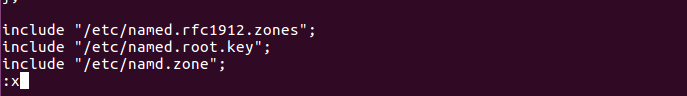 };
include "/etc/named.rfc1912.zones";
include "/etc/named.root.key";
include "/etc/namd.zone";
:x